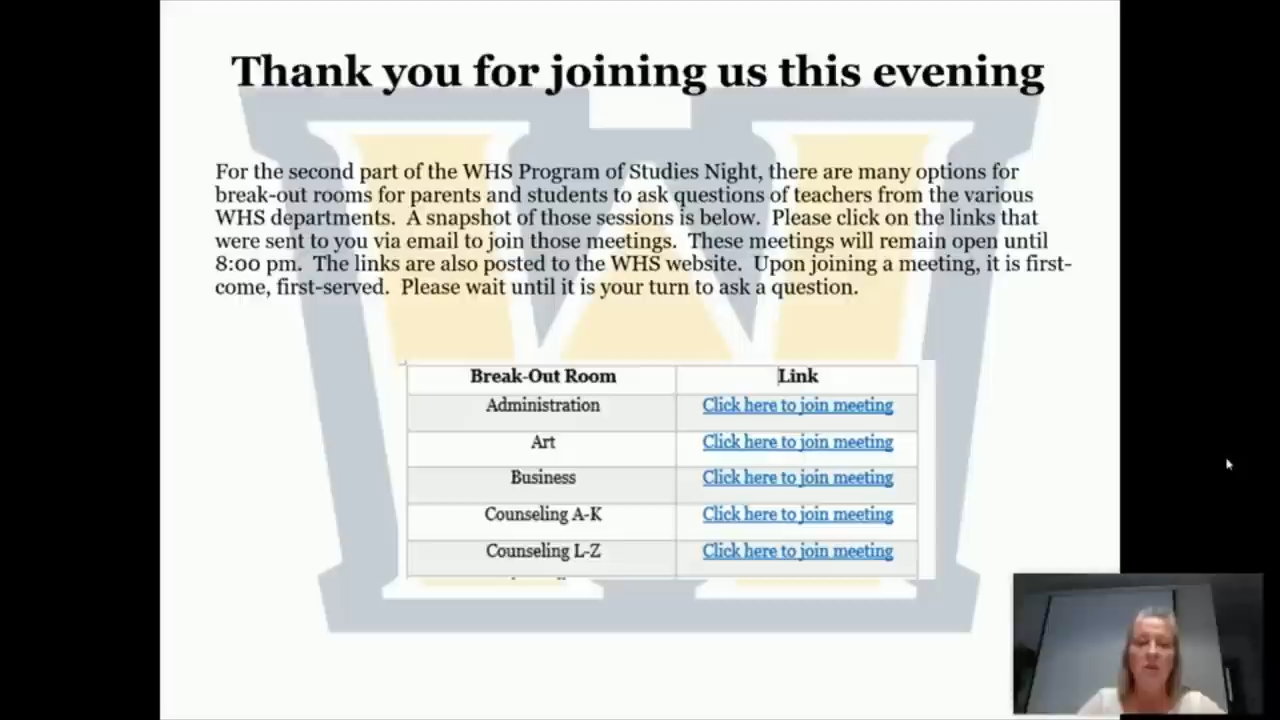 Thank you for joining us this evening
For the second part of the WHS Program of Studies Night, there are many options for
break-out rooms for parents and students to ask questions of teachers from the various
WHS departments.  A snapshot of those sessions is below.  Please click on the links that
were sent to you via email to join those meetings.  These meetings will remain open until
8:00 pm.  The links are also posted to the WHS website.  Upon joining a meeting, it is first-
come, first-served.  Please wait until it is your turn to ask a question.
Break-Out Room Link
Administration Click here to join meeting
Art Click here to join meeting
Business Click here to join meeting
Counseling A-K Click here to join meeting
Counseling L-Z Click here to join meeting